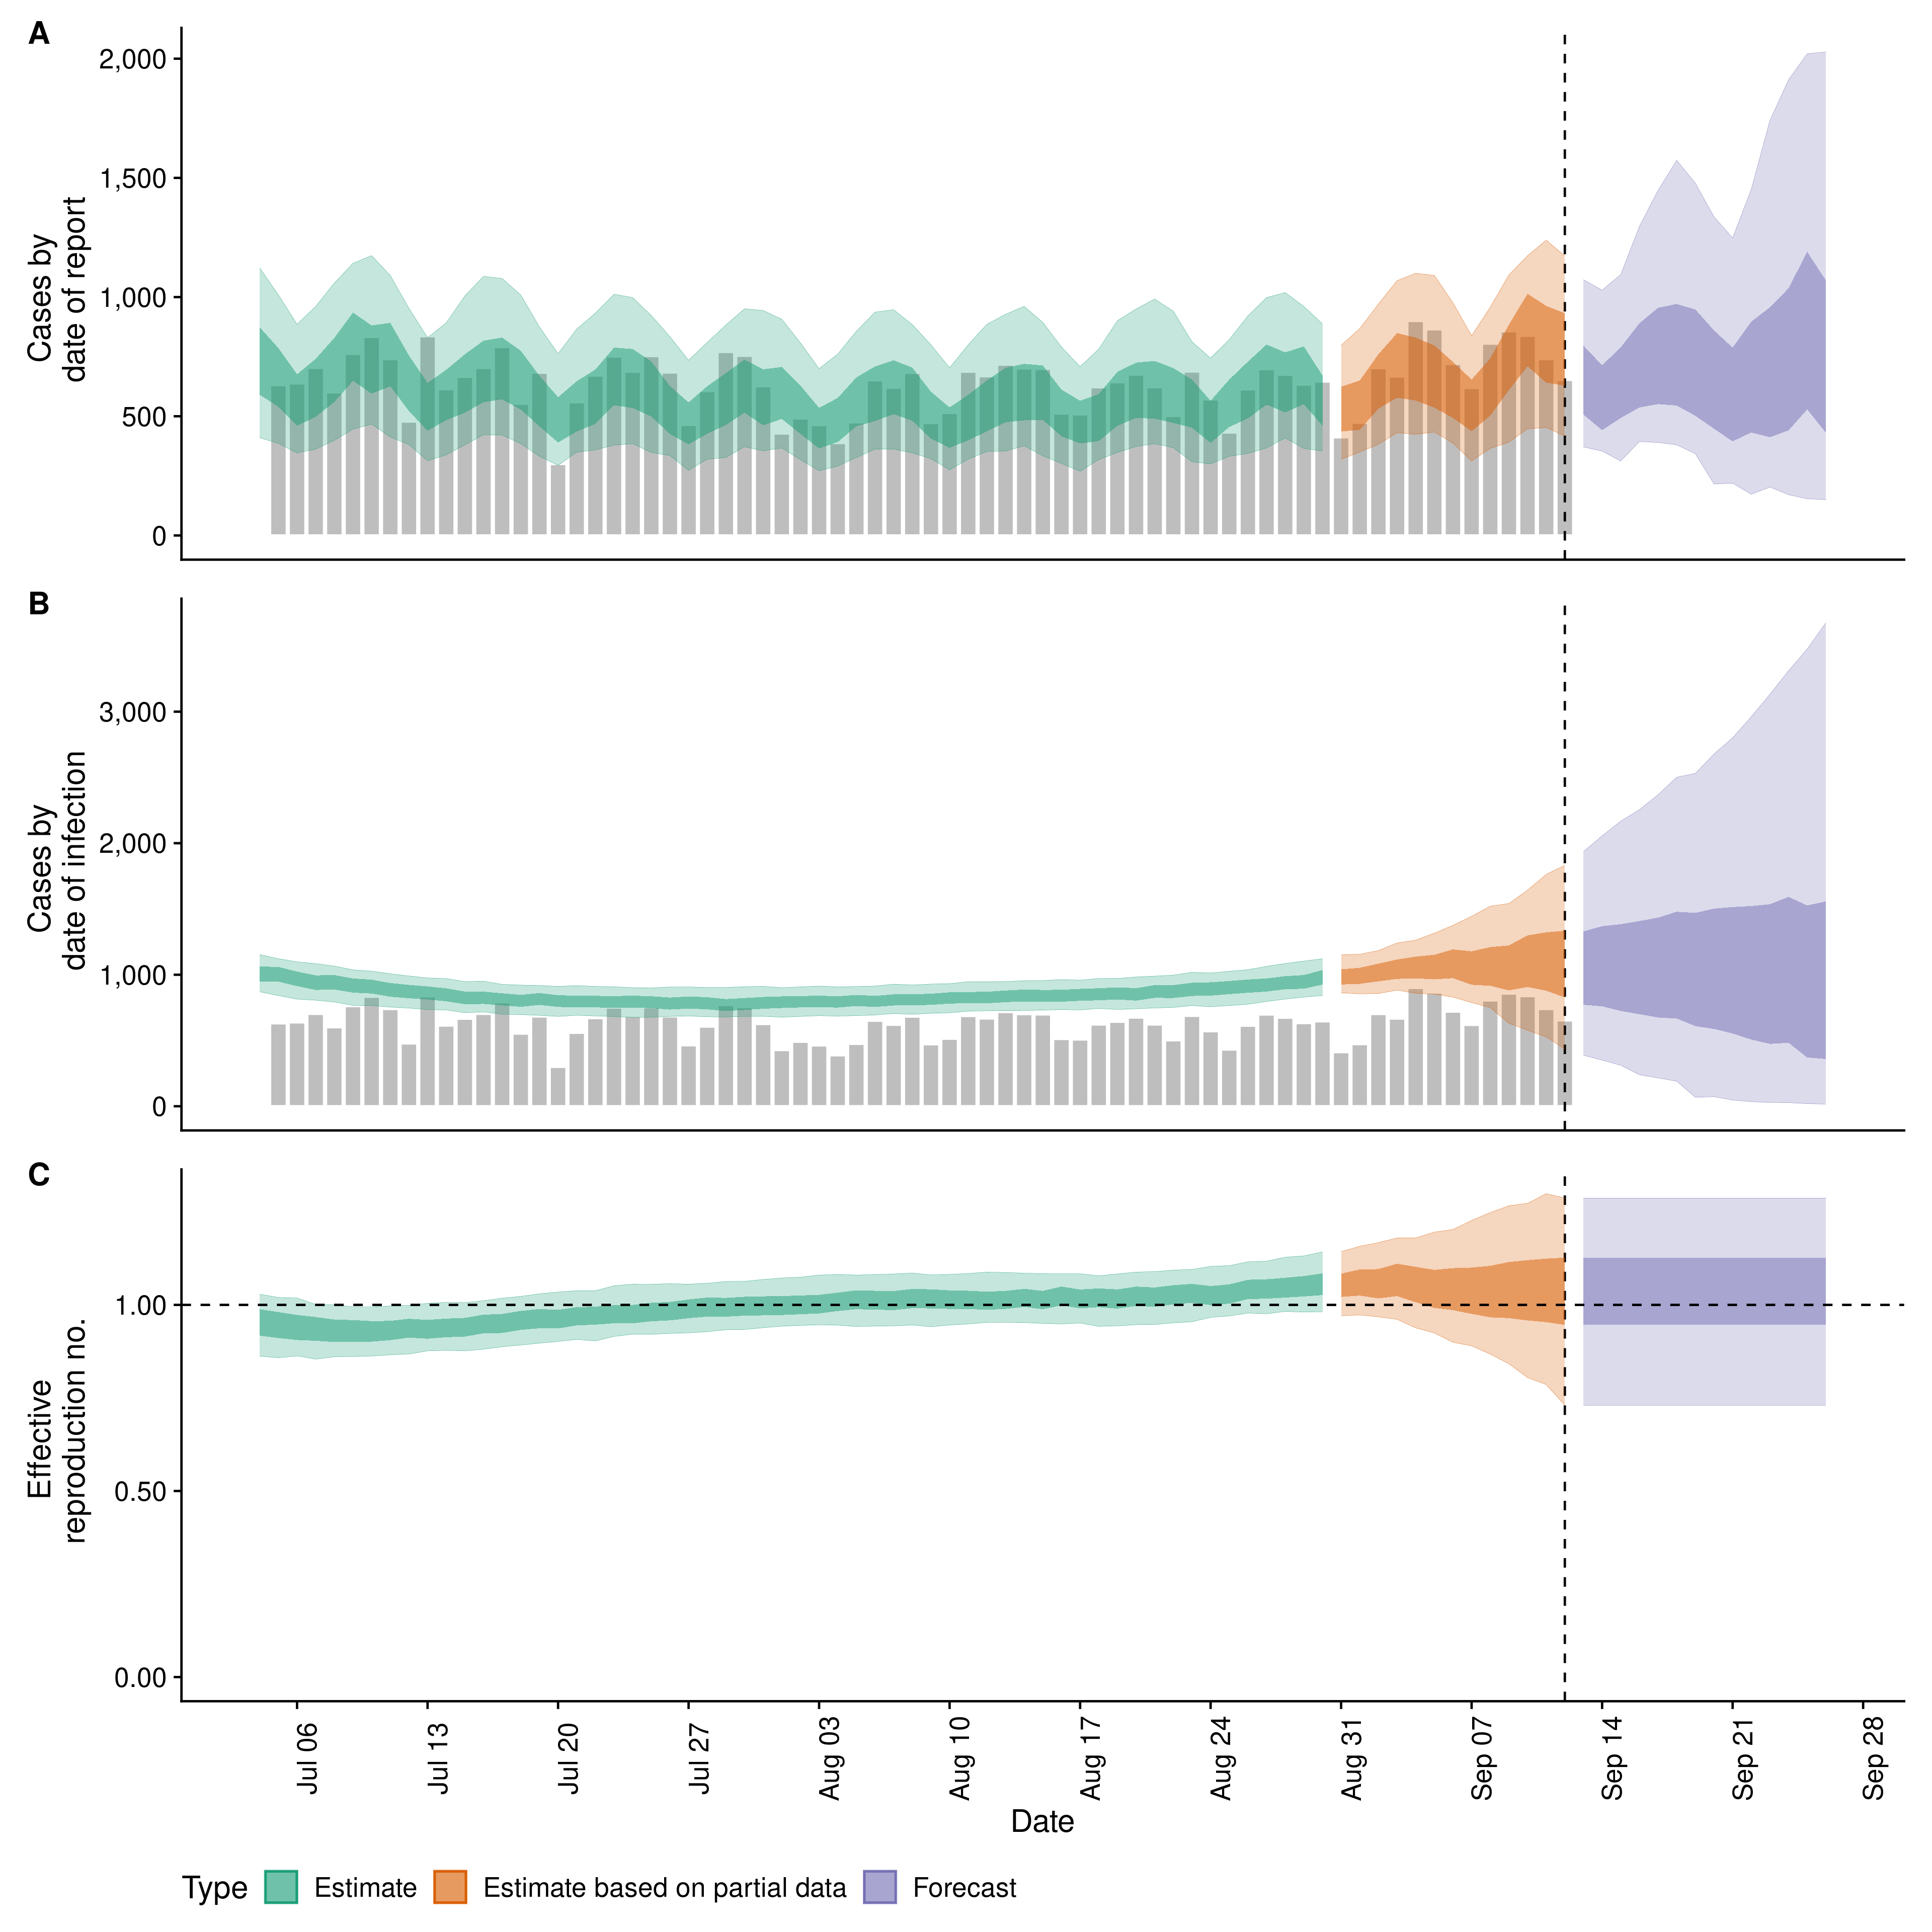 A
Cases by
date of report
2,000
1,500
1,000
500
0
B
Cases by
date of infection
3,000
2,000
1,000
0
C
Effective
reproduction no.
1.00
0.50
0.00
Jul 06
Jul 13
Jul 20
Jul 27
Aug 03
Aug 10
Aug 17
Aug 24
Aug 31
Sep 07
Sep 14
Sep 21
Sep 28
Date
Type Estimate Estimate based on partial data Forecast